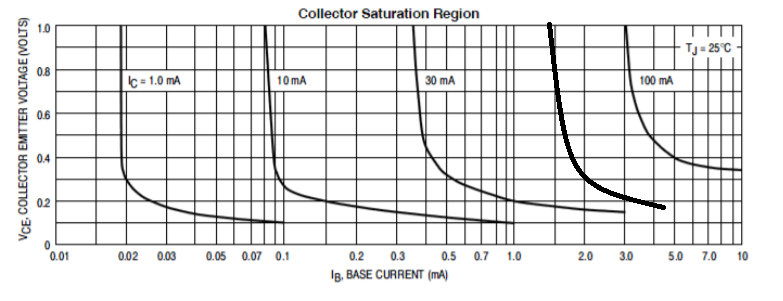 Collector Saturation Region
VCE, COLLECTOR EMITTER VOLTAGE (VOLTS)
1.0
0.8
0.6
0.4
0.2
0
IC = 1.0 mA
10 mA
30 mA
100 mA
TJ = 25°C
0.01 0.02 0.03 0.05 0.07 0.1 0.2 0.3 0.5 0.7 1.0 2.0 3.0 5.0 7.0 10
IB, BASE CURRENT (mA)